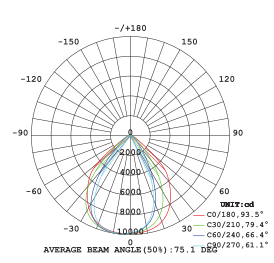 -/+180
-150 150
-120 120
-90 0 90
2000
4000
-60 60
6000
8000
-30 30
10000
0
UNIT:cd
C0/180,93.5°
C30/210,79.4°
C60/240,66.4°
C90/270,61.1°
AVERAGE BEAM ANGLE(50%):75.1 DEG